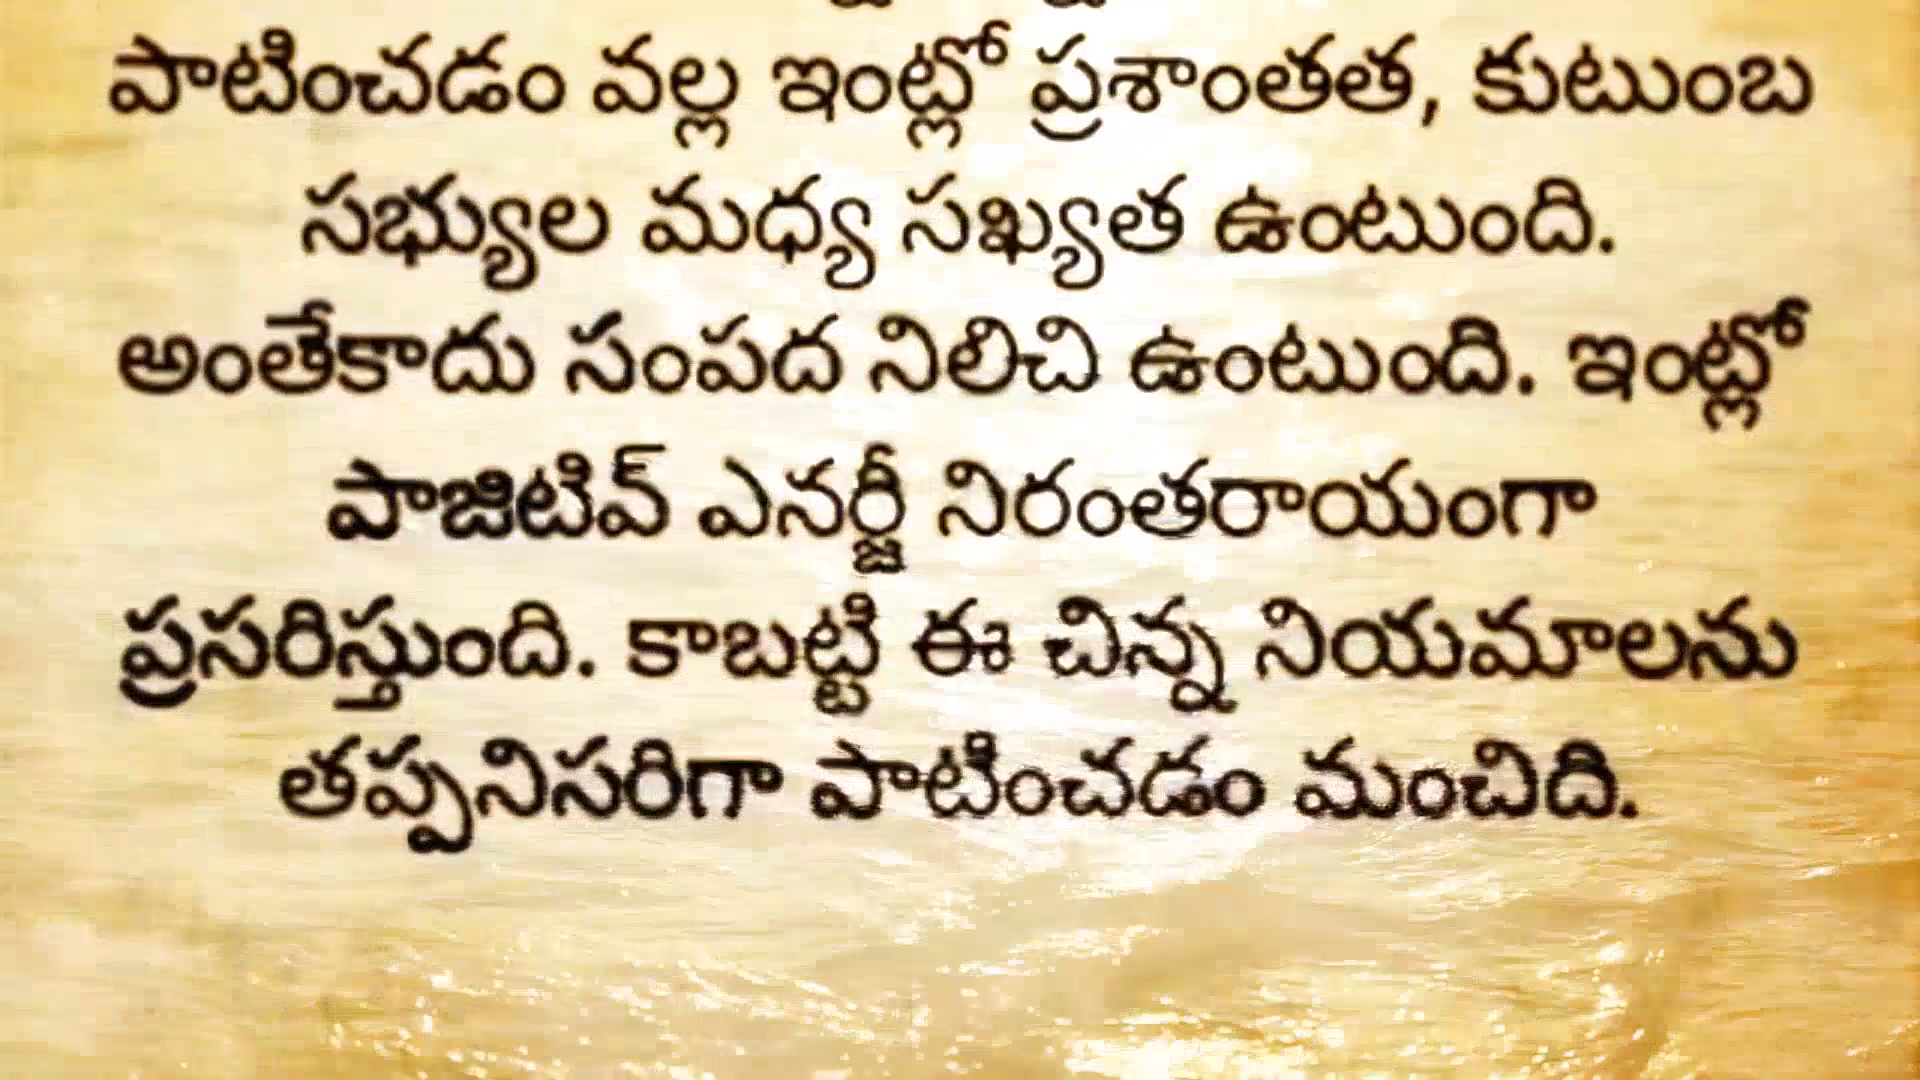 పాటించడం వల్ల ఇంట్లో ప్రశాంతత, కుటుంబ
సభ్యుల మధ్య సఖ్యత ఉంటుంది.
అంతేకాదు సంపద నిలిచి ఉంటుంది. ఇంట్లో
పాజిటివ్ ఎనర్జీ నిరంతరాయంగా
ప్రసరిస్తుంది. కాబట్టి ఈ చిన్న నియమాలను
తప్పనిసరిగా పాటించడం మంచిది.